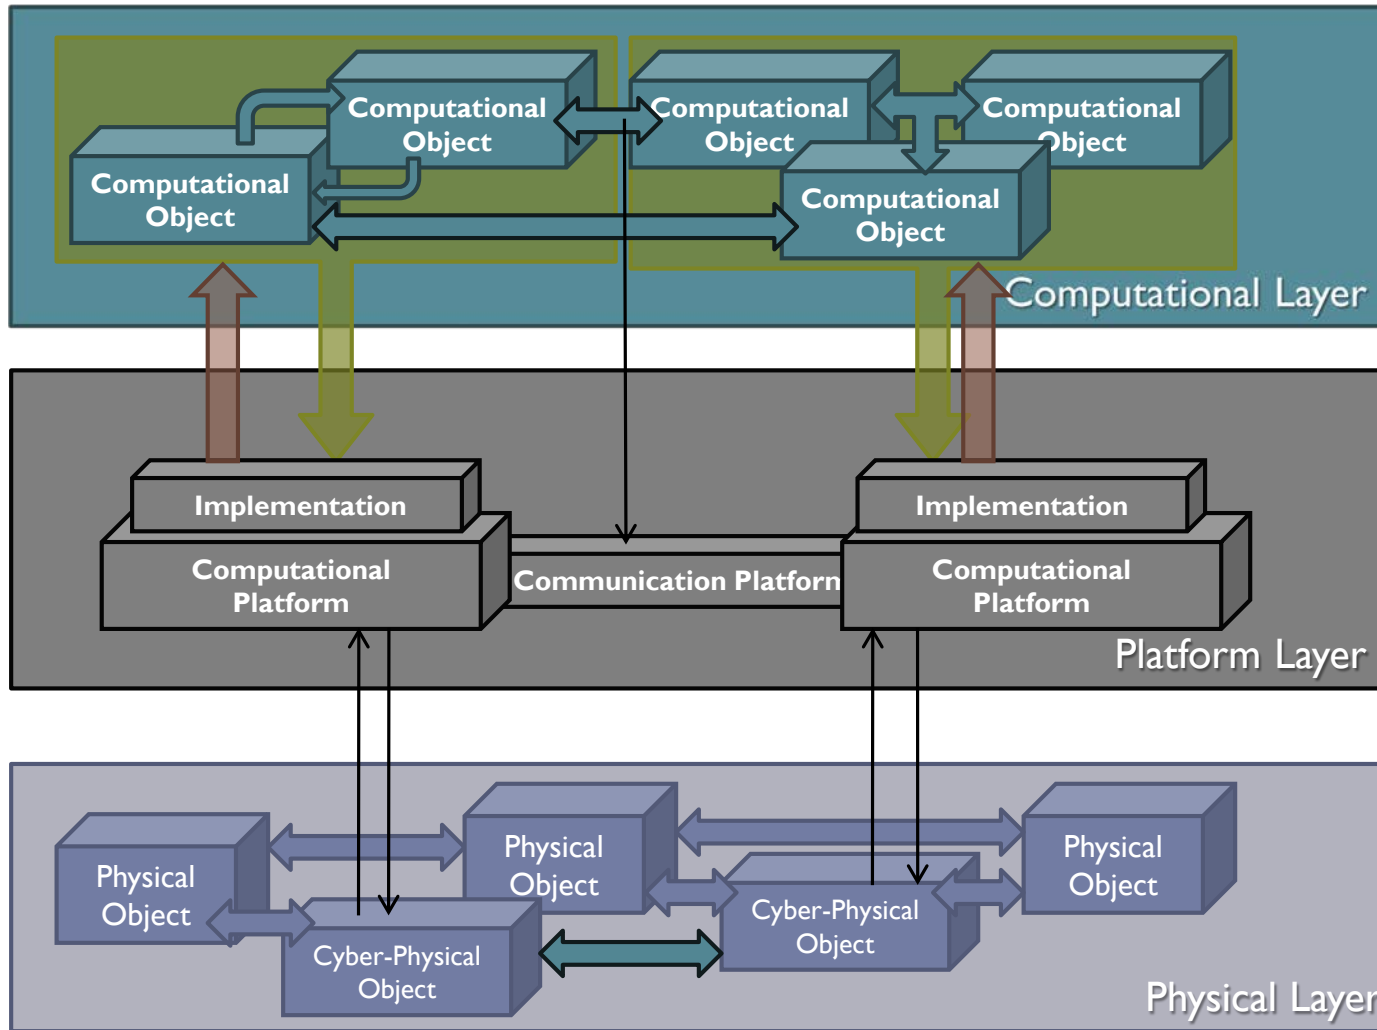 Computational
Object
Computational
Object
Computational
Object
Computational
Object
Computational
Object
Computational Layer
Implementation
Computational
Platform
Communication Platform
Implementation
Computational
Platform
Platform Layer
Physical
Object
Physical
Object
Physical
Object
Cyber-Physical
Object
Cyber-Physical
Object
Physical Layer